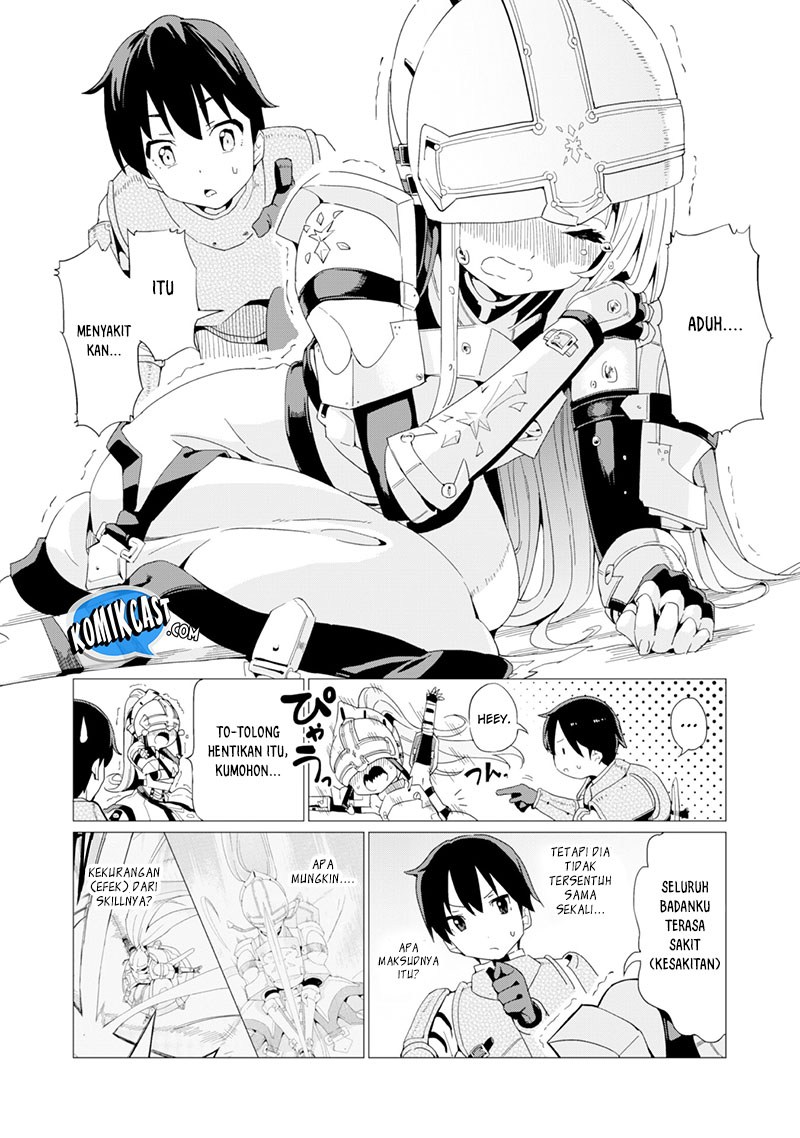 ADUH....
ITU
MENYAKIT
KAN...
KOMIKCAST
.COM
...
HEEY.
つん
ぴゃうっ
TO-TOLONG
HENTIKAN ITU,
KUMOHON...
SELURUH
BADANKU
TERASA
SAKIT
(KESAKITAN)
TETAPI DIA
TIDAK
TERSENTUH
SAMA
SEKALI...
APA
MAKSUDNYA
ITU?
APA
MUNGKIN....
KEKURANGAN
(EFEK) DARI
SKILLNYA?